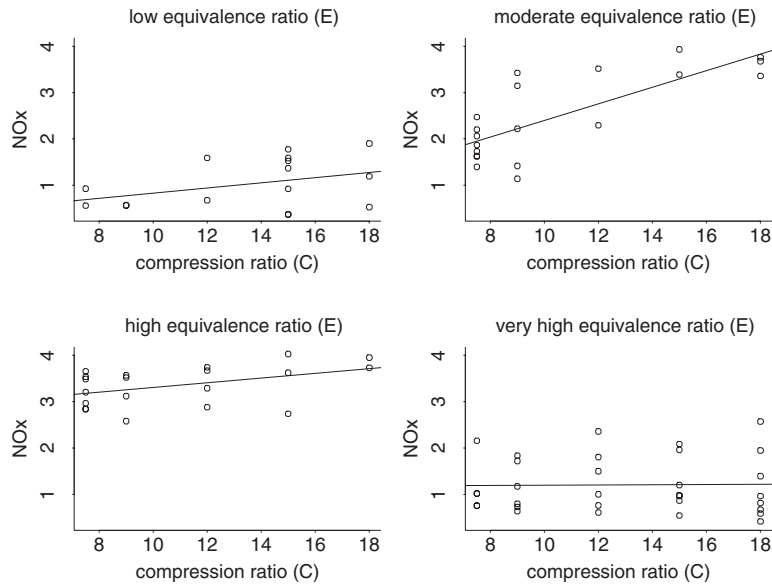 low equivalence ratio (E)
NOx
4
3
2
1
8 10 12 14 16 18
compression ratio (C)
moderate equivalence ratio (E)
NOx
4
3
2
1
8 10 12 14 16 18
compression ratio (C)
high equivalence ratio (E)
NOx
4
3
2
1
8 10 12 14 16 18
compression ratio (C)
very high equivalence ratio (E)
NOx
4
3
2
1
8 10 12 14 16 18
compression ratio (C)